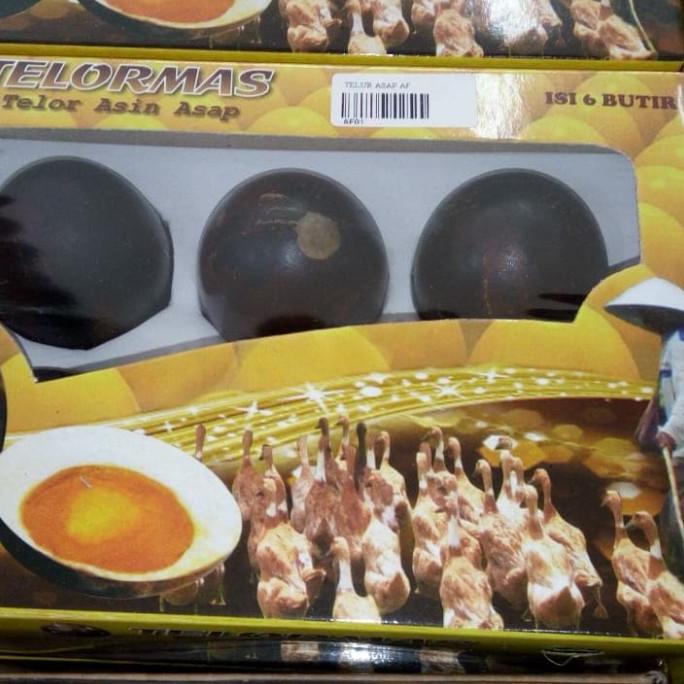 TELORMAS
Telor Asin Asap
TELUR ASAP AF
AF01
ISI 6 BUTIR